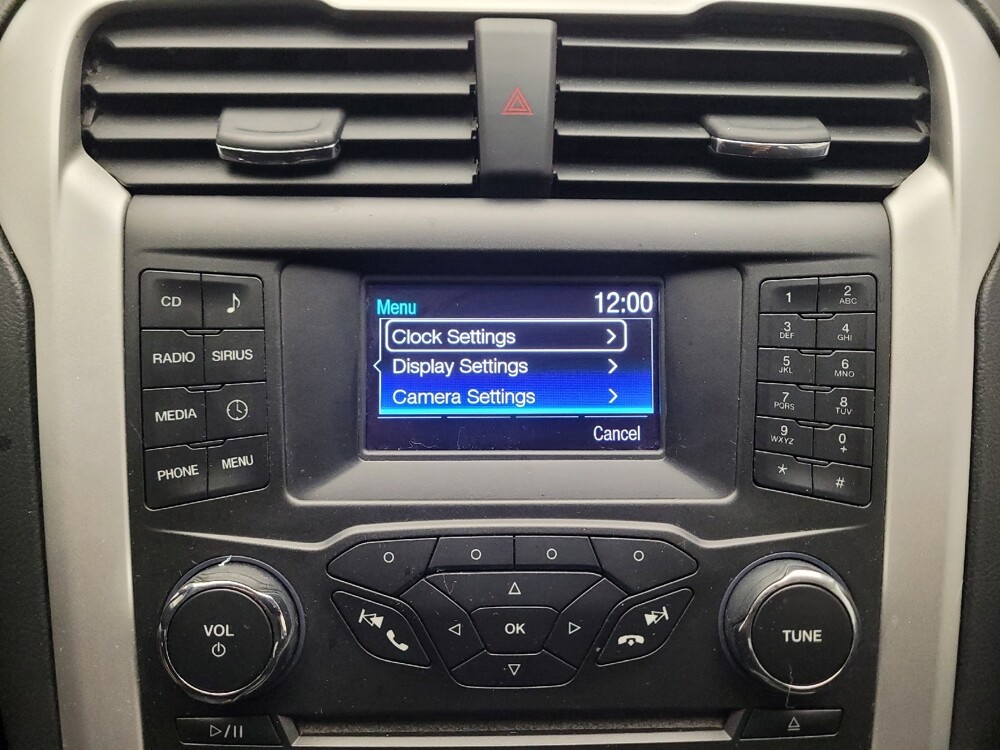 CD
RADIO SIRIUS
MEDIA
PHONE MENU
Menu 12:00
Clock Settings >
Display Settings >
Camera Settings >
Cancel
1 2 ABC
3 DEF 4 GHI
5 JKL 6 MNO
7 PQRS 8 TUV
9 WXYZ 0 +
* #
VOL
OK
TUNE